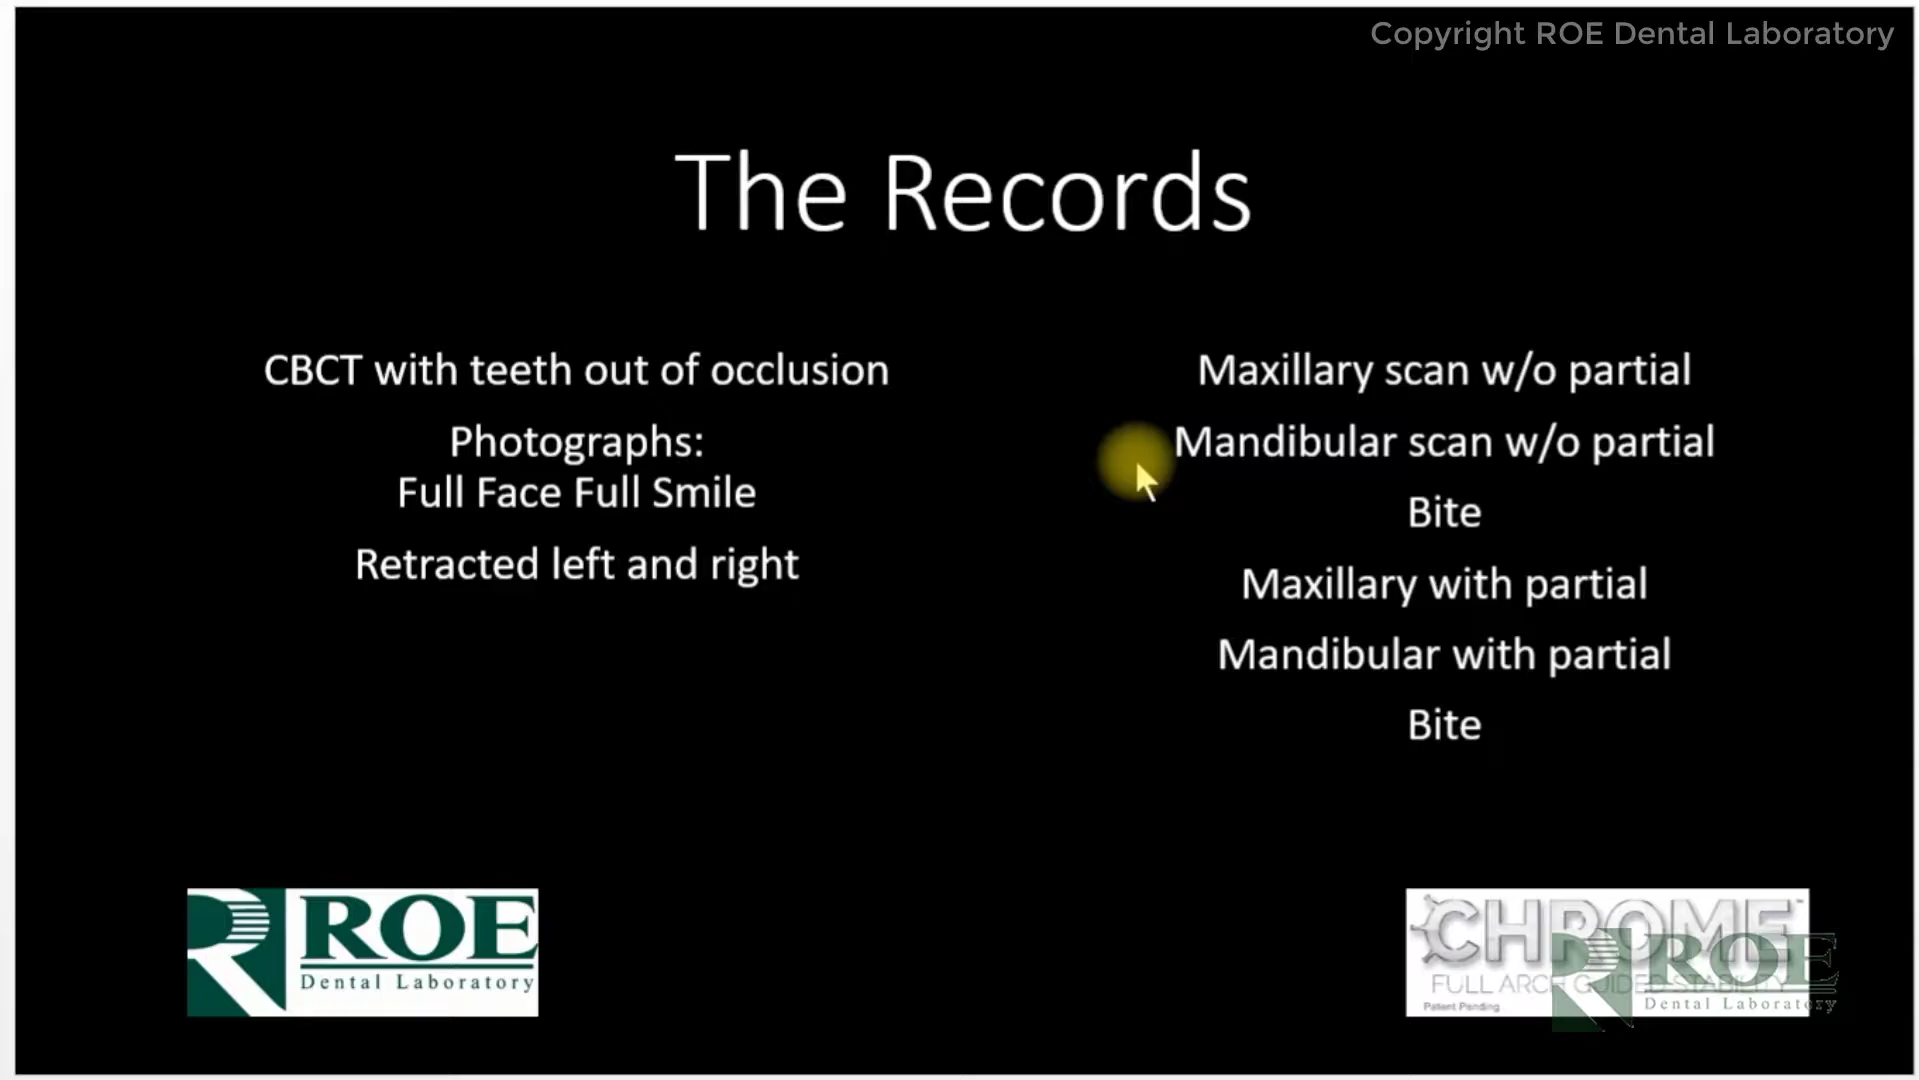 Copyright ROE Dental Laboratory
The Records
CBCT with teeth out of occlusion
Photographs:
Full Face Full Smile
Retracted left and right
Maxillary scan w/o partial
Mandibular scan w/o partial
Bite
Maxillary with partial
Mandibular with partial
Bite
ROE
Dental Laboratory
CHROME
FULL ARCH GUIDED STABILITY
Patent Pending
ROE
Dental Laboratory